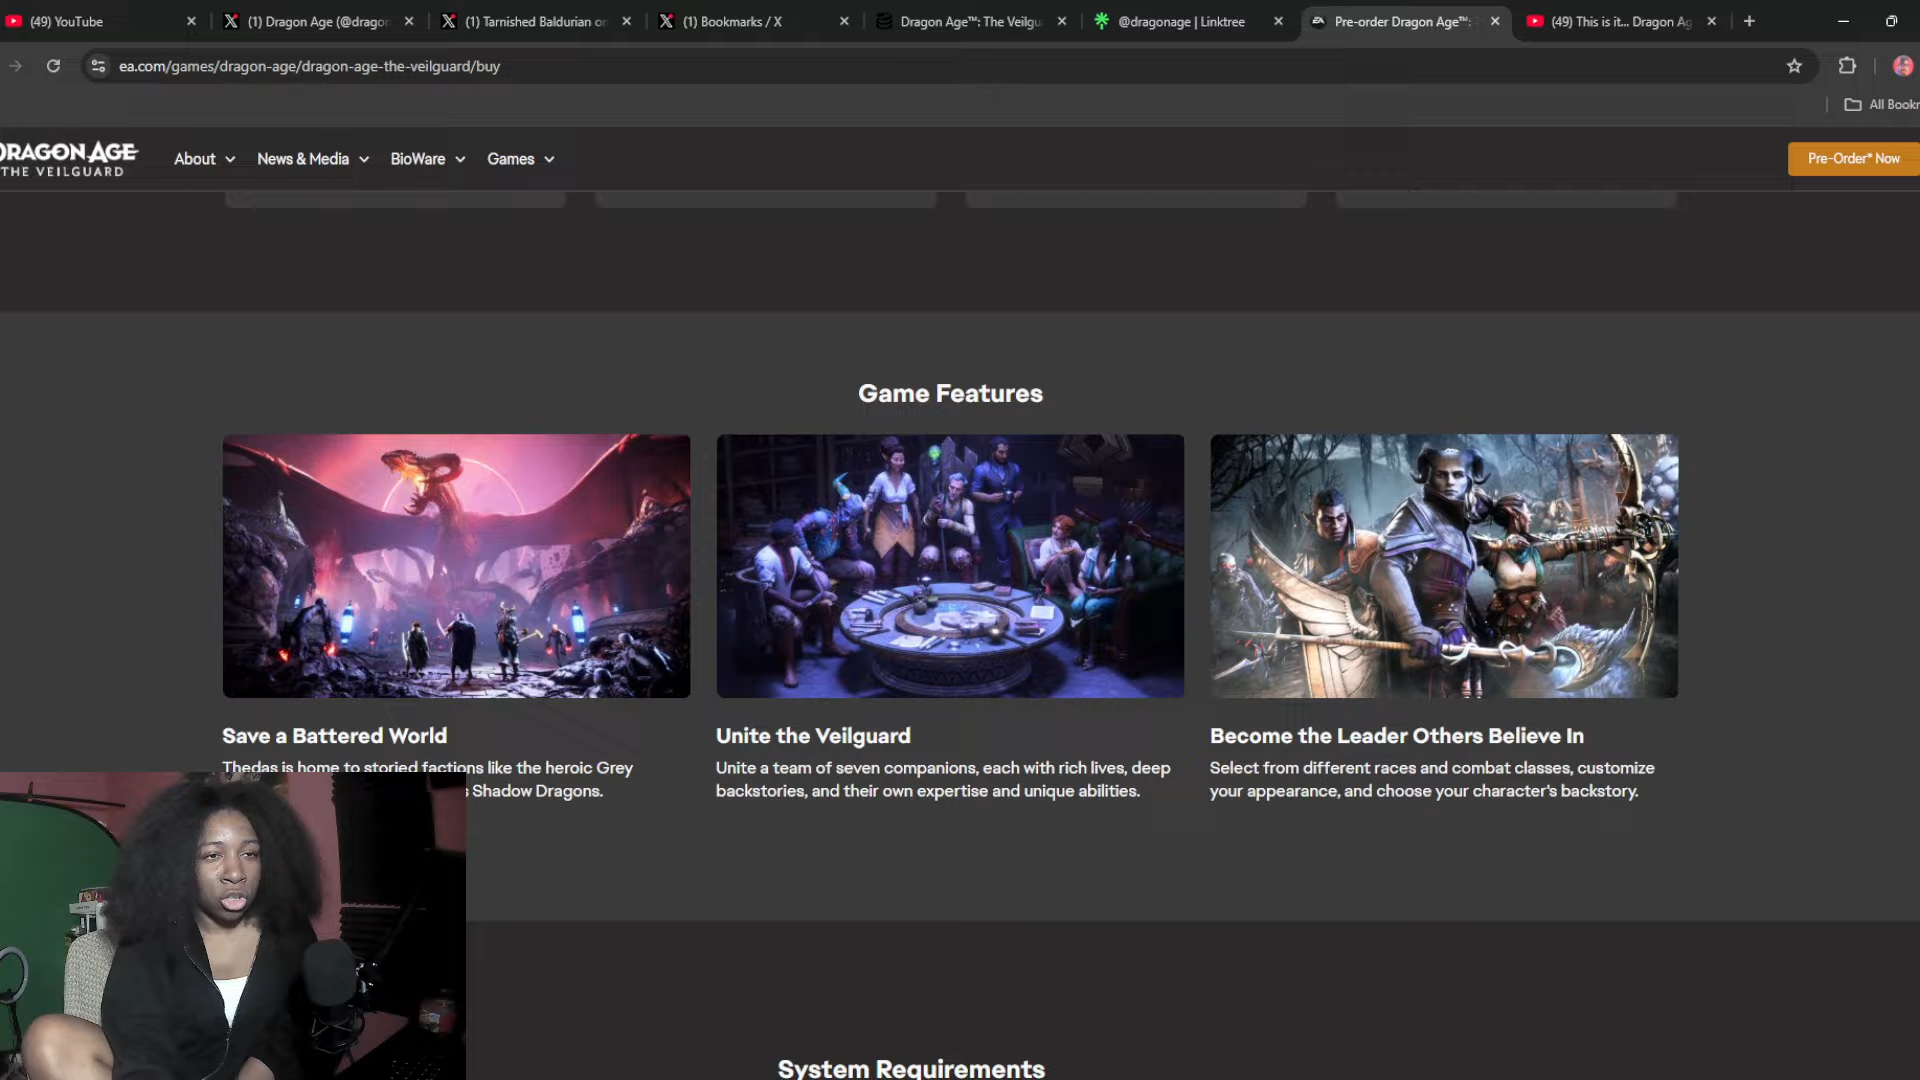 (49) YouTube
(1) Dragon Age (@dragon
(1) Tarnished Baldurian on
(1) Bookmarks / X
Dragon Age™: The Veilgu
@dragonage | Linktree
Pre-order Dragon Age™:
(49) This is it... Dragon Ag
ea.com/games/dragon-age/dragon-age-the-veilguard/buy
All Bookr
DRAGON AGE
THE VEILGUARD
About
News & Media
BioWare
Games
Pre-Order* Now
Game Features
Save a Battered World
Thedas is home to storied factions like the heroic Grey
Shadow Dragons.
Unite the Veilguard
Unite a team of seven companions, each with rich lives, deep
backstories, and their own expertise and unique abilities.
Become the Leader Others Believe In
Select from different races and combat classes, customize
your appearance, and choose your character's backstory.
System Requirements